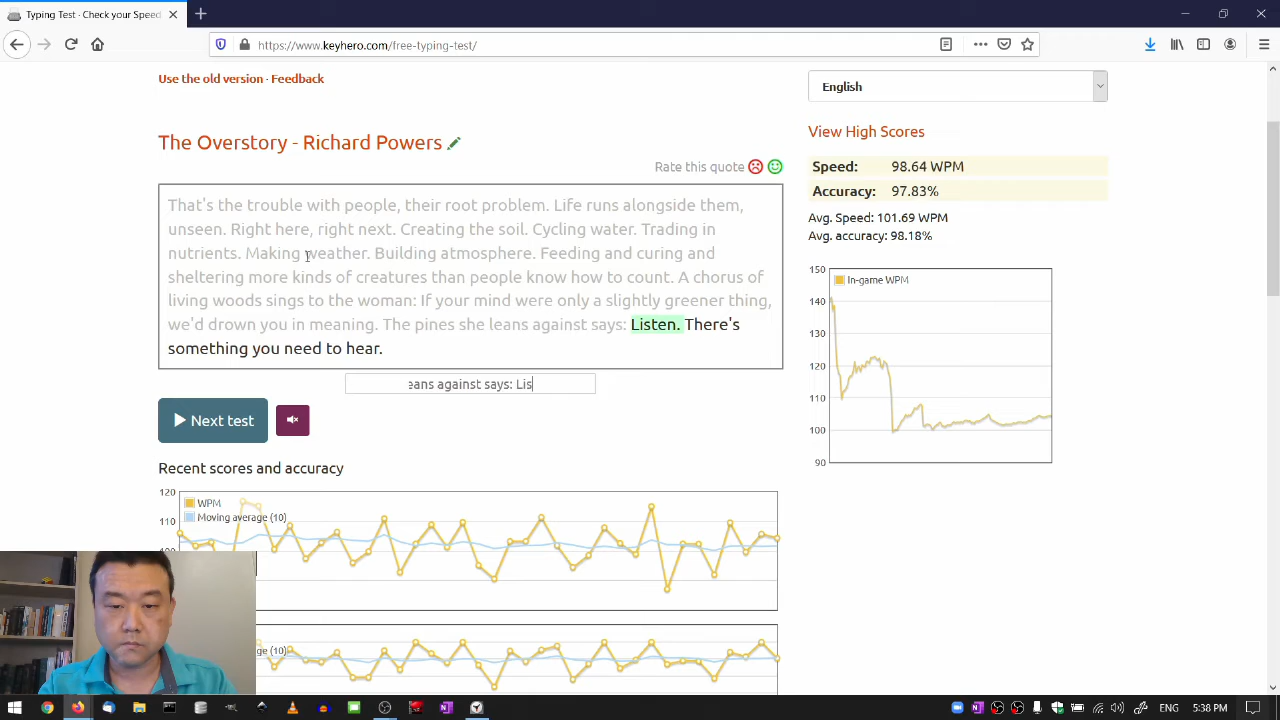 Typing Test - Check your Speed
https://www.keyhero.com/free-typing-test/
Use the old version · Feedback
English
The Overstory - Richard Powers
View High Scores
Rate this quote
Speed: 98.64 WPM
Accuracy: 97.83%
Avg. Speed: 101.69 WPM
Avg. accuracy: 98.18%
That's the trouble with people, their root problem. Life runs alongside them,
unseen. Right here, right next. Creating the soil. Cycling water. Trading in
nutrients. Making weather. Building atmosphere. Feeding and curing and
sheltering more kinds of creatures than people know how to count. A chorus of
living woods sings to the woman: If your mind were only a slightly greener thing,
we'd drown you in meaning. The pines she leans against says: Listen. There's
something you need to hear.
eans against says: Lis
Next test
150
In-game WPM
140
130
120
110
100
90
Recent scores and accuracy
120
WPM
Moving average (10)
110
age (10)
5:38 PM